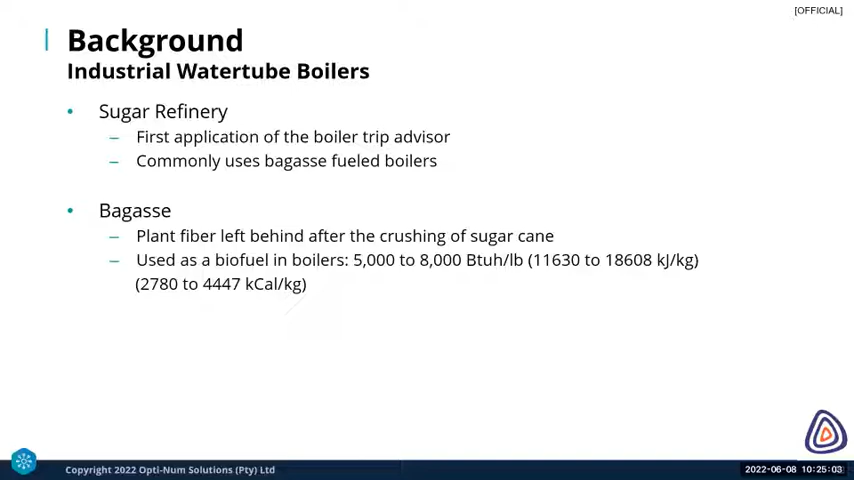 [OFFICIAL]
Background
Industrial Watertube Boilers
• Sugar Refinery
– First application of the boiler trip advisor
– Commonly uses bagasse fueled boilers
• Bagasse
– Plant fiber left behind after the crushing of sugar cane
– Used as a biofuel in boilers: 5,000 to 8,000 Btuh/lb (11630 to 18608 kJ/kg)
(2780 to 4447 kCal/kg)
Copyright 2022 Opti-Num Solutions (Pty) Ltd
2022-06-08 10:25:03